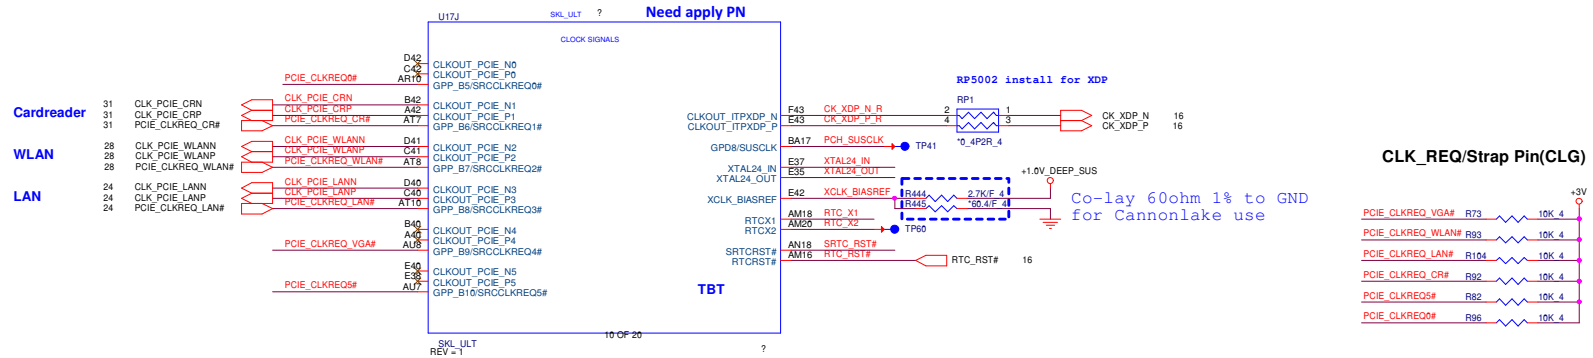 U17J
SKL_ULT ?
Need apply PN
CLOCK SIGNALS
D42 CLKOUT_PCIE_N0
C42 CLKOUT_PCIE_P0
PCIE_CLKREQ0# AR10 GPP_B5/SRCCLKREQ0#
Cardreader
31 CLK_PCIE_CRN CLK_PCIE_CRN B42 CLKOUT_PCIE_N1
31 CLK_PCIE_CRP CLK_PCIE_CRP A42 CLKOUT_PCIE_P1
31 PCIE_CLKREQ_CR# PCIE_CLKREQ_CR# AT7 GPP_B6/SRCCLKREQ1#
WLAN
28 CLK_PCIE_WLANN CLK_PCIE_WLANN D41 CLKOUT_PCIE_N2
28 CLK_PCIE_WLANP CLK_PCIE_WLANP C41 CLKOUT_PCIE_P2
28 PCIE_CLKREQ_WLAN# PCIE_CLKREQ_WLAN# AT8 GPP_B7/SRCCLKREQ2#
LAN
24 CLK_PCIE_LANN CLK_PCIE_LANN D40 CLKOUT_PCIE_N3
24 CLK_PCIE_LANP CLK_PCIE_LANP C40 CLKOUT_PCIE_P3
24 PCIE_CLKREQ_LAN# PCIE_CLKREQ_LAN# AT10 GPP_B8/SRCCLKREQ3#
B40 CLKOUT_PCIE_N4
A40 CLKOUT_PCIE_P4
PCIE_CLKREQ_VGA# AU8 GPP_B9/SRCCLKREQ4#
E40 CLKOUT_PCIE_N5
E38 CLKOUT_PCIE_P5
PCIE_CLKREQ5# AU7 GPP_B10/SRCCLKREQ5#
RP5002 install for XDP
RP1
CLKOUT_ITPXDP_N F43 CK_XDP_N_R 2 1 CK_XDP_N 16
CLKOUT_ITPXDP_P E43 CK_XDP_P_R 4 3 CK_XDP_P 16
*0_4P2R_4
GPD8/SUSCLK BA17 PCH_SUSCLK TP41
XTAL24_IN E37 XTAL24_IN
XTAL24_OUT E35 XTAL24_OUT
+1.0V_DEEP_SUS
XCLK_BIASREF E42 XCLK_BIASREF R444 2.7K/F_4
R445 *60.4/F_4
Co-lay 60ohm 1% to GND
for Cannonlake use
RTCX1 AM18 RTC_X1
RTCX2 AM20 RTC_X2 TP60
SRTCRST# AN18 SRTC_RST#
RTCRST# AM16 RTC_RST# RTC_RST# 16
TBT
10 OF 20
SKL_ULT
REV = 1
?
CLK_REQ/Strap Pin(CLG)
+3V
PCIE_CLKREQ_VGA# R73 10K_4
PCIE_CLKREQ_WLAN# R93 10K_4
PCIE_CLKREQ_LAN# R104 10K_4
PCIE_CLKREQ_CR# R92 10K_4
PCIE_CLKREQ5# R82 10K_4
PCIE_CLKREQ0# R96 10K_4